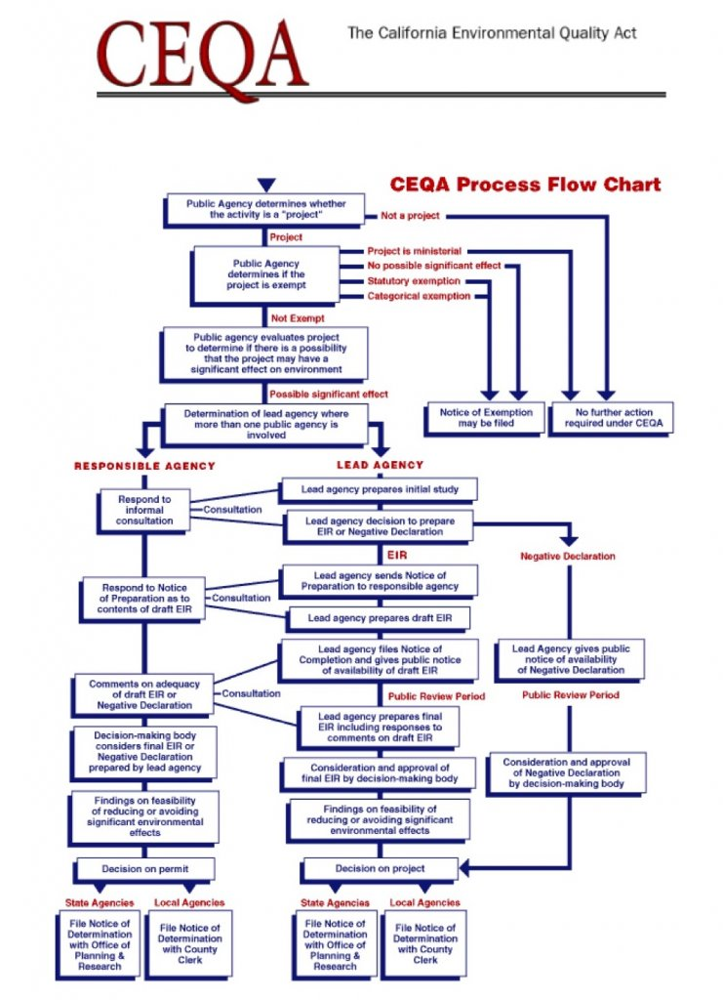 CEQA
The California Environmental Quality Act
CEQA Process Flow Chart
Public Agency determines whether
the activity is a "project"
Not a project
Project
Public Agency
determines if the
project is exempt
Project is ministerial
No possible significant effect
Statutory exemption
Categorical exemption
Not Exempt
Public agency evaluates project
to determine if there is a possibility
that the project may have a
significant effect on environment
Possible significant effect
Determination of lead agency where
more than one public agency is
involved
Notice of Exemption
may be filed
No further action
required under CEQA
RESPONSIBLE AGENCY
LEAD AGENCY
Respond to
informal
consultation
Consultation
Lead agency prepares initial study
Lead agency decision to prepare
EIR or Negative Declaration
EIR
Negative Declaration
Respond to Notice
of Preparation as to
contents of draft EIR
Consultation
Lead agency sends Notice of
Preparation to responsible agency
Lead agency prepares draft EIR
Lead agency files Notice of
Completion and gives public notice
of availability of draft EIR
Lead Agency gives public
notice of availability
of Negative Declaration
Comments on adequacy
of draft EIR or
Negative Declaration
Consultation
Public Review Period
Public Review Period
Lead agency prepares final
EIR including responses to
comments on draft EIR
Decision-making body
considers final EIR or
Negative Declaration
prepared by lead agency
Consideration and approval of
final EIR by decision-making body
Consideration and approval
of Negative Declaration
by decision-making body
Findings on feasibility
of reducing or avoiding
significant environmental
effects
Findings on feasibility of
reducing or avoiding significant
environmental effects
Decision on permit
Decision on project
State Agencies
Local Agencies
State Agencies
Local Agencies
File Notice of
Determination
with Office of
Planning &
Research
File Notice of
Determination
with County
Clerk
File Notice of
Determination
with Office of
Planning &
Research
File Notice of
Determination
with County
Clerk